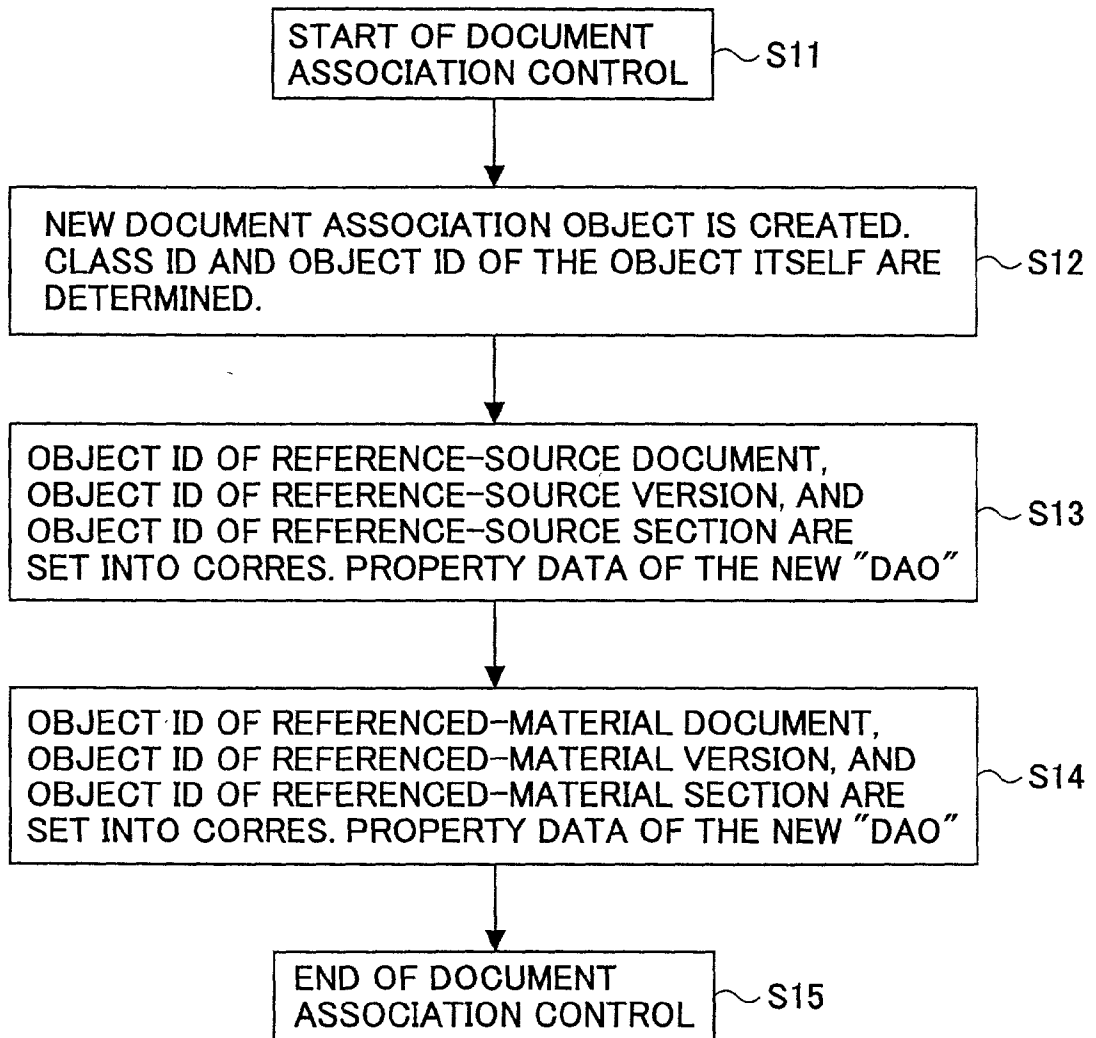 START OF DOCUMENT
ASSOCIATION CONTROL
S11
NEW DOCUMENT ASSOCIATION OBJECT IS CREATED.
CLASS ID AND OBJECT ID OF THE OBJECT ITSELF ARE
DETERMINED.
S12
OBJECT ID OF REFERENCE-SOURCE DOCUMENT,
OBJECT ID OF REFERENCE-SOURCE VERSION, AND
OBJECT ID OF REFERENCE-SOURCE SECTION ARE
SET INTO CORRES. PROPERTY DATA OF THE NEW "DAO"
S13
OBJECT ID OF REFERENCED-MATERIAL DOCUMENT,
OBJECT ID OF REFERENCED-MATERIAL VERSION, AND
OBJECT ID OF REFERENCED-MATERIAL SECTION ARE
SET INTO CORRES. PROPERTY DATA OF THE NEW "DAO"
S14
END OF DOCUMENT
ASSOCIATION CONTROL
S15